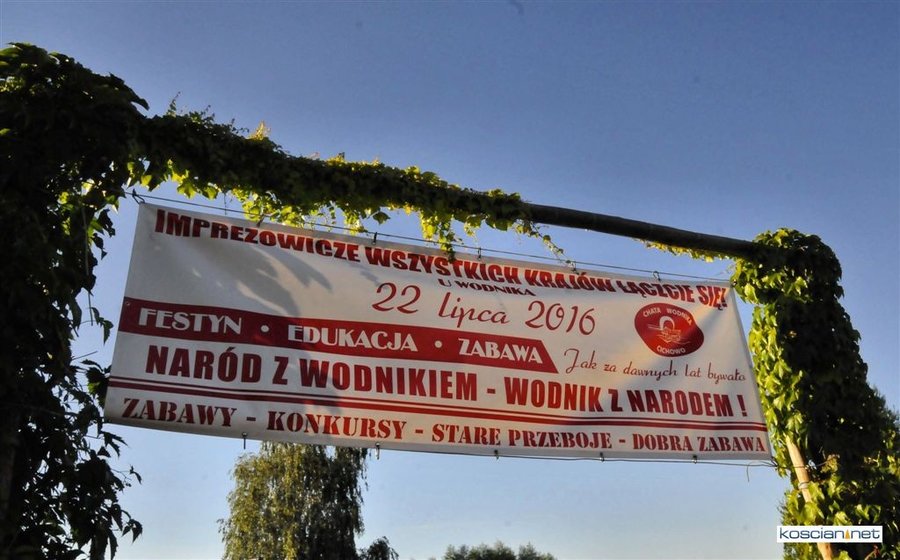 IMPREZOWICZE WSZYSTKICH KRAJÓW ŁĄCZCIE SIĘ!
U WODNIKA
22 Lipca 2016
CHATA WODNIKA
CICHOWO
FESTYN • EDUKACJA • ZABAWA
Jak za dawnych lat bywało
NARÓD Z WODNIKIEM - WODNIK Z NARODEM !
ZABAWY - KONKURSY - STARE PRZEBOJE - DOBRA ZABAWA
koscian.net